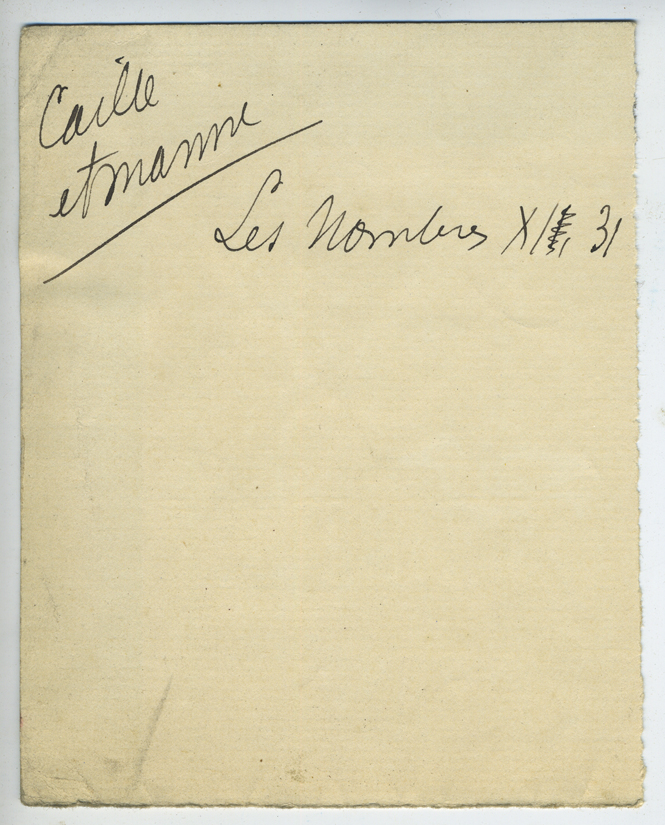 Caille
et manne
Les Nombres XI, 31